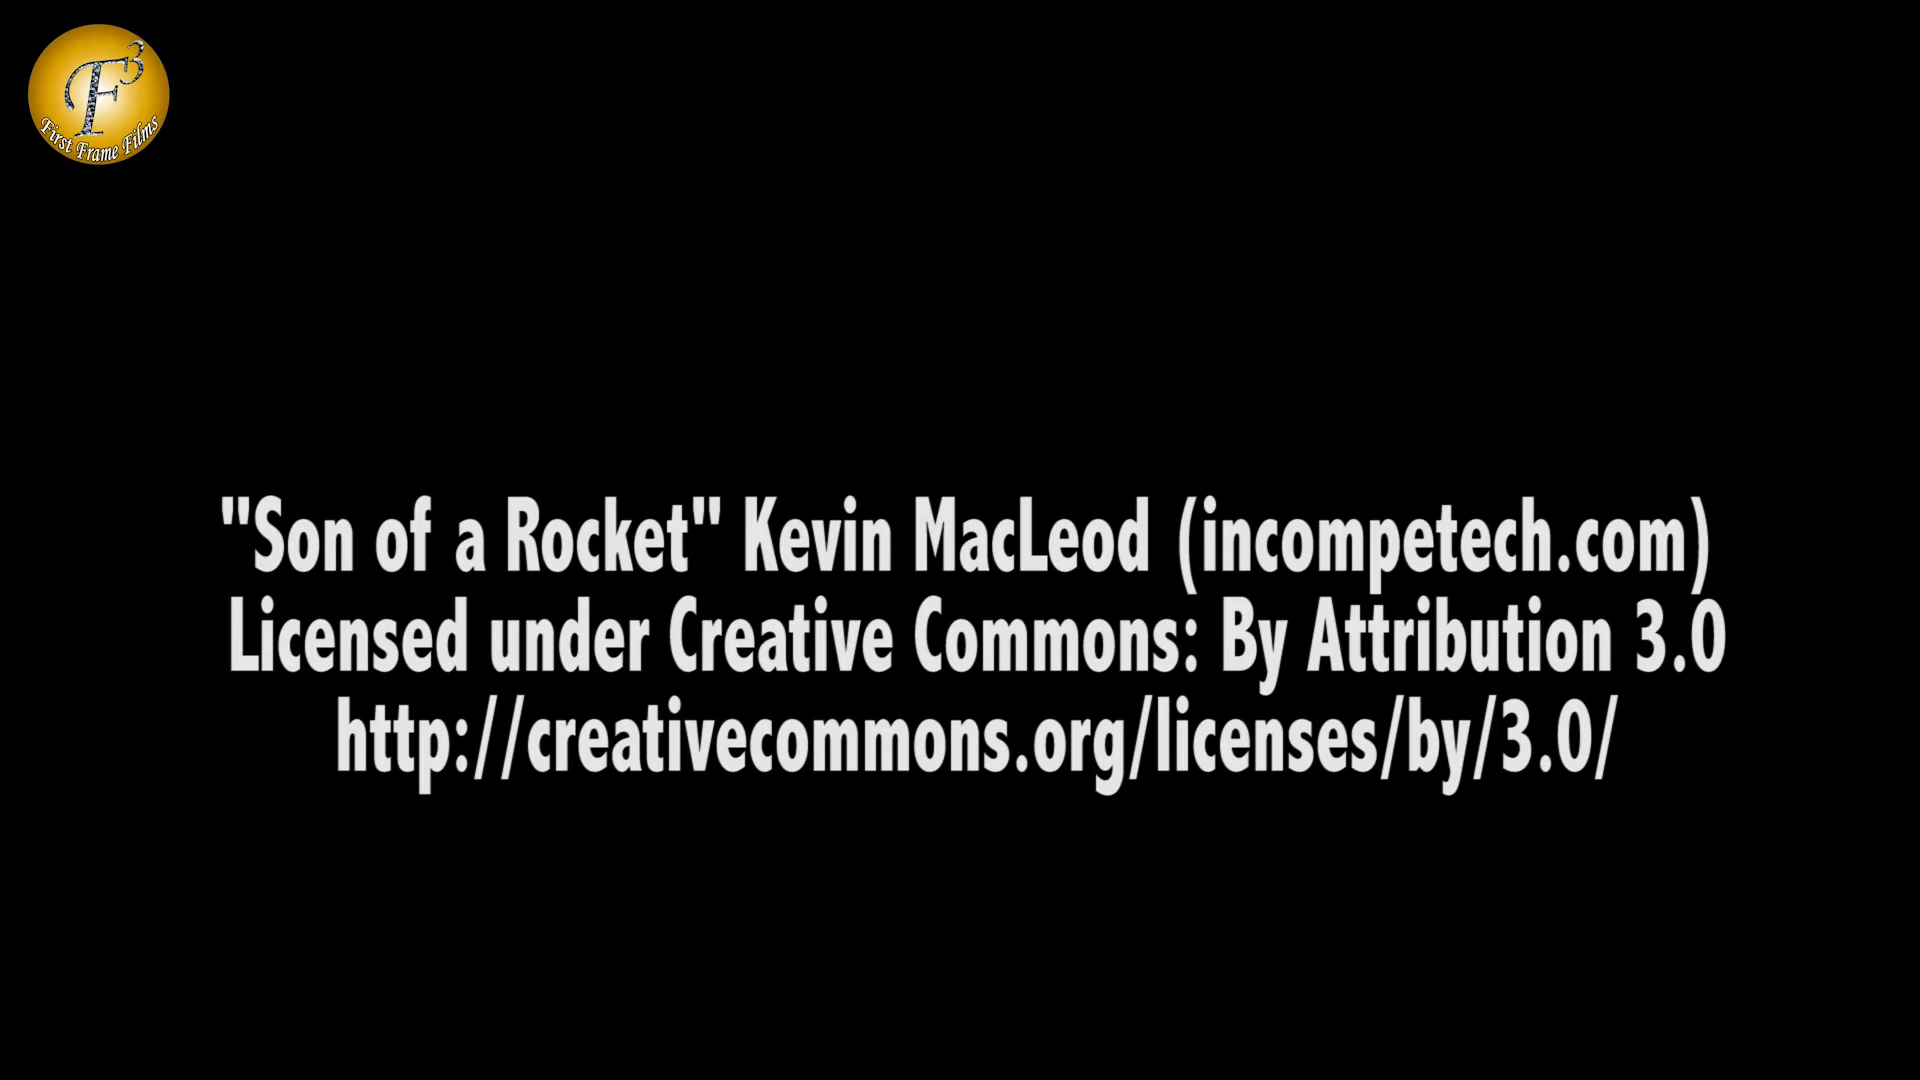 F3
First Frame Films
"Son of a Rocket" Kevin MacLeod (incompetech.com)
Licensed under Creative Commons: By Attribution 3.0
http://creativecommons.org/licenses/by/3.0/